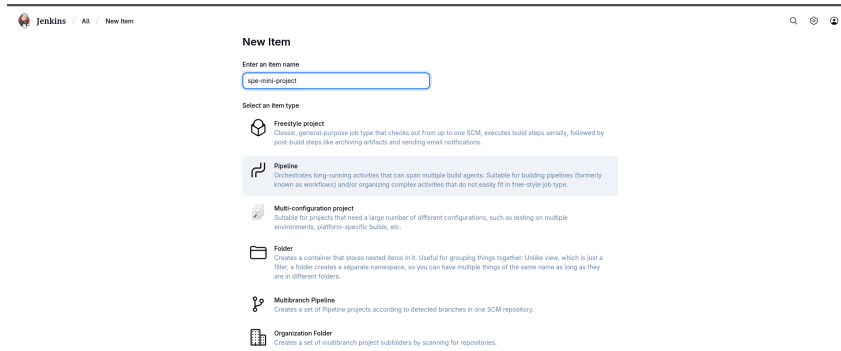 Jenkins / All / New Item
New Item
Enter an item name
spe-mini-project
Select an item type
Freestyle project
Classic, general-purpose job type that checks out from up to one SCM, executes build steps serially, followed by
post-build steps like archiving artifacts and sending email notifications.
Pipeline
Orchestrates long-running activities that can span multiple build agents. Suitable for building pipelines (formerly
known as workflows) and/or organizing complex activities that do not easily fit in free-style job type.
Multi-configuration project
Suitable for projects that need a large number of different configurations, such as testing on multiple
environments, platform-specific builds, etc.
Folder
Creates a container that stores nested items in it. Useful for grouping things together. Unlike view, which is just a
filter, a folder creates a separate namespace, so you can have multiple things of the same name as long as they
are in different folders.
Multibranch Pipeline
Creates a set of Pipeline projects according to detected branches in one SCM repository.
Organization Folder
Creates a set of multibranch project subfolders by scanning for repositories.